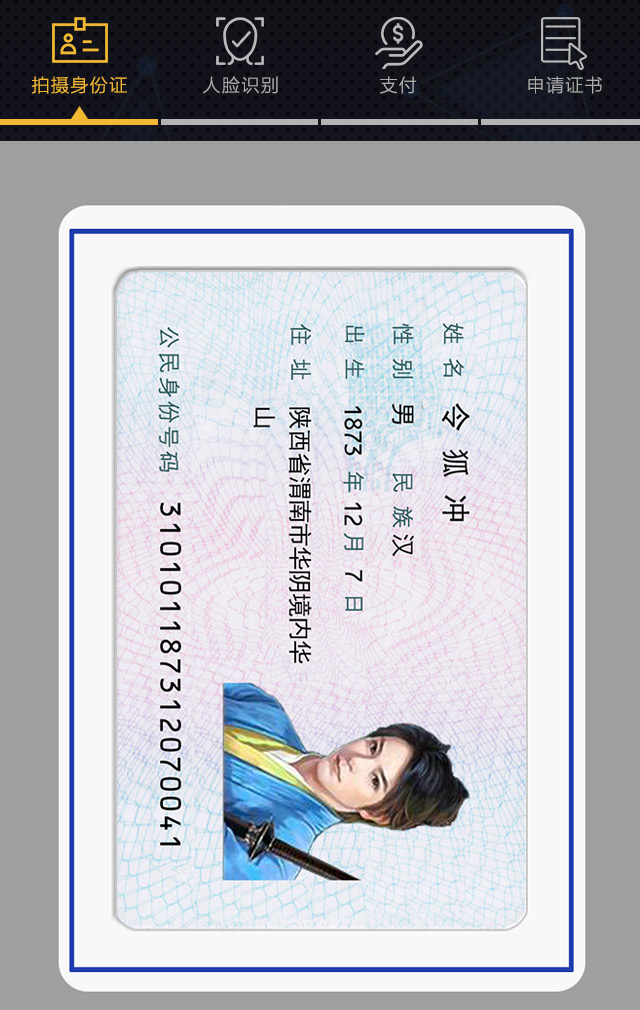 拍摄身份证
人脸识别
支付
申请证书
姓名 令狐冲
性别 男 民族 汉
出生 1873 年 12 月 7 日
住址 陕西省渭南市华阴境内华
山
公民身份号码 310101187312070041